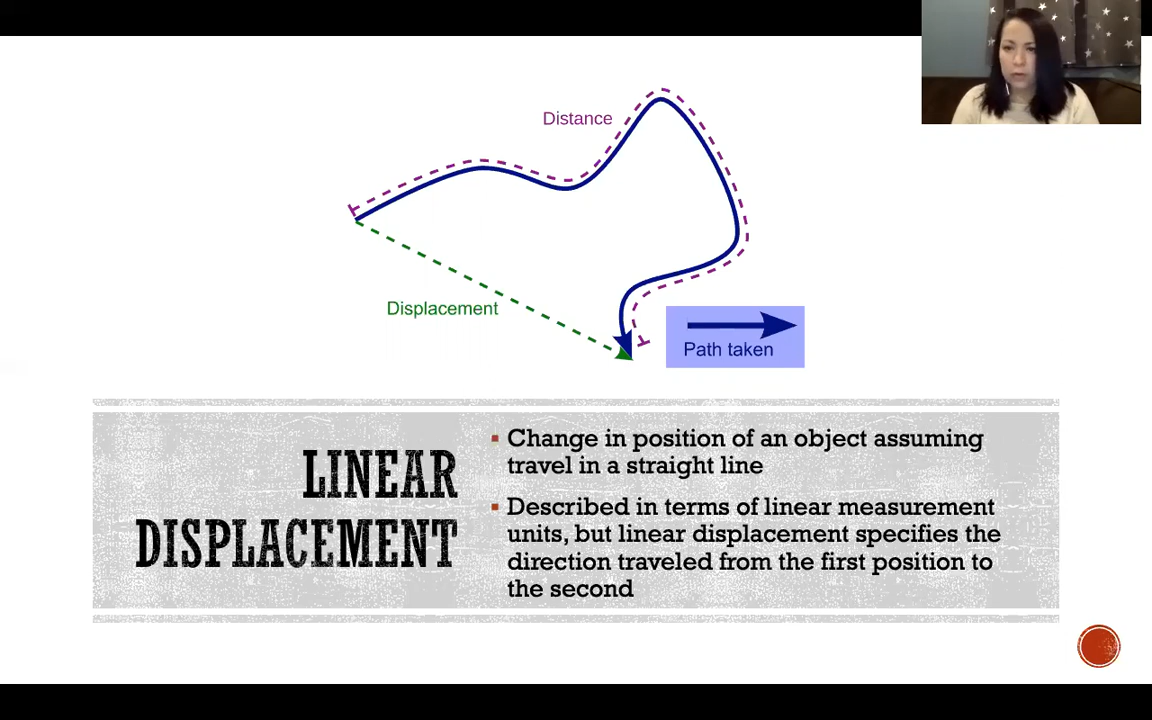 Distance
Displacement
Path taken
LINEAR
DISPLACEMENT
▪ Change in position of an object assuming
travel in a straight line
▪ Described in terms of linear measurement
units, but linear displacement specifies the
direction traveled from the first position to
the second